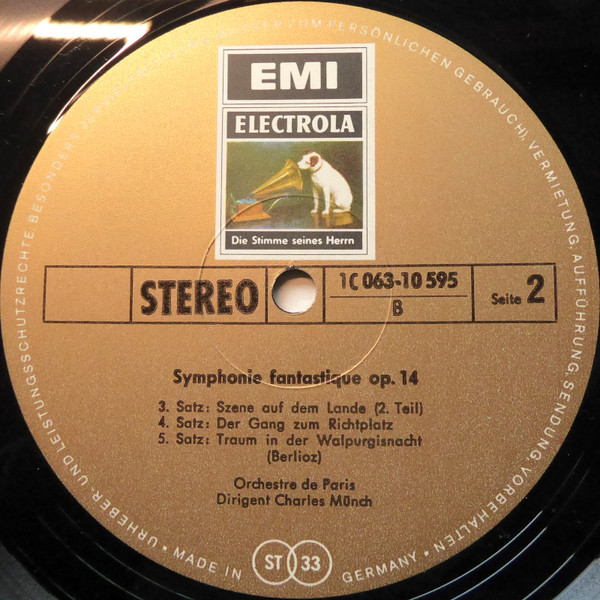 EMI
ELECTROLA
Die Stimme seines Herrn
STEREO
1C 063-10 595
B
Seite 2
Symphonie fantastique op. 14
3. Satz: Szene auf dem Lande (2. Teil)
4. Satz: Der Gang zum Richtplatz
5. Satz: Traum in der Walpurgisnacht
(Berlioz)
Orchestre de Paris
Dirigent Charles Münch
URHEBER- UND LEISTUNGSSCHUTZRECHTE, BESONDERS
ZUM PERSÖNLICHEN GEBRAUCH), VERMIETUNG, AUFFÜHRUNG, SENDUNG, VORBEHALTEN
• MADE IN GERMANY •
ST 33